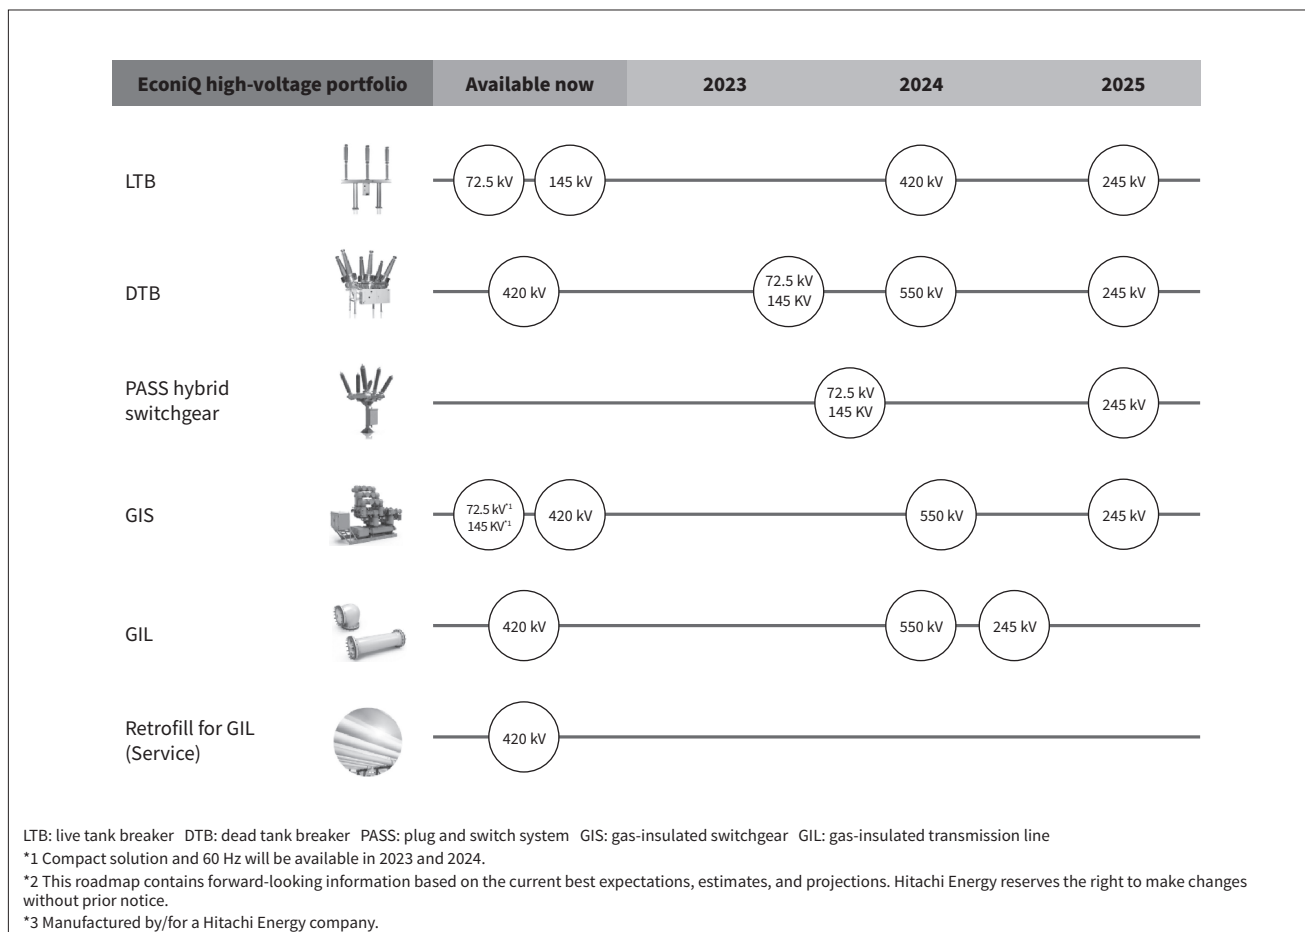 EconiQ high-voltage portfolio Available now 2023 2024 2025
LTB 72.5 kV 145 kV 420 kV 245 kV
DTB 420 kV 72.5 kV 550 kV 245 kV
145 KV
PASS hybrid 72.5 kV 245 kV
switchgear 145 KV
GIS 72.5 kV*1 420 kV 550 kV 245 kV
145 KV*1
GIL 420 kV 550 kV 245 kV
Retrofill for GIL 420 kV
(Service)
LTB: live tank breaker DTB: dead tank breaker PASS: plug and switch system GIS: gas-insulated switchgear GIL: gas-insulated transmission line
*1 Compact solution and 60 Hz will be available in 2023 and 2024.
*2 This roadmap contains forward-looking information based on the current best expectations, estimates, and projections. Hitachi Energy reserves the right to make changes
without prior notice.
*3 Manufactured by/for a Hitachi Energy company.